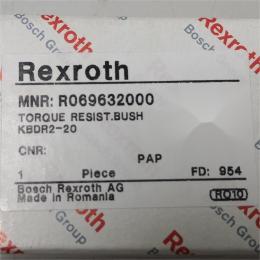 Rexroth
MNR: R069632000
TORQUE RESIST.BUSH
KBDR2-20
CNR:
PAP
1 Piece FD: 954
Bosch Rexroth AG
Made in Romania
RO10